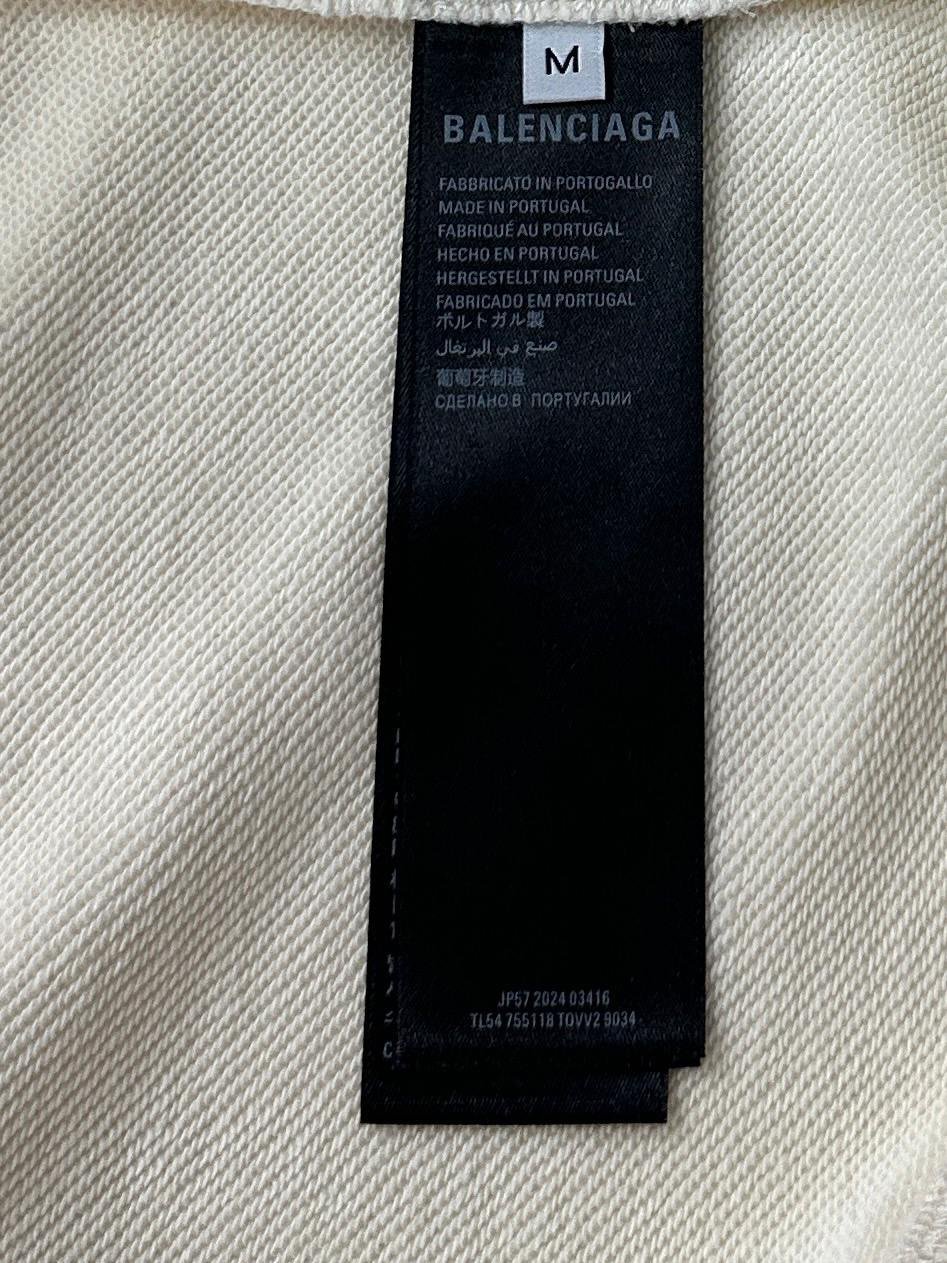 M
BALENCIAGA
FABBRICATO IN PORTOGALLO
MADE IN PORTUGAL
FABRIQUÉ AU PORTUGAL
HECHO EN PORTUGAL
HERGESTELLT IN PORTUGAL
FABRICADO EM PORTUGAL
ポルトガル製
صنع في البرتغال
葡萄牙制造
СДЕЛАНО В ПОРТУГАЛИИ
JP57 2024 03416
TL54 755118 TOVV2 9034